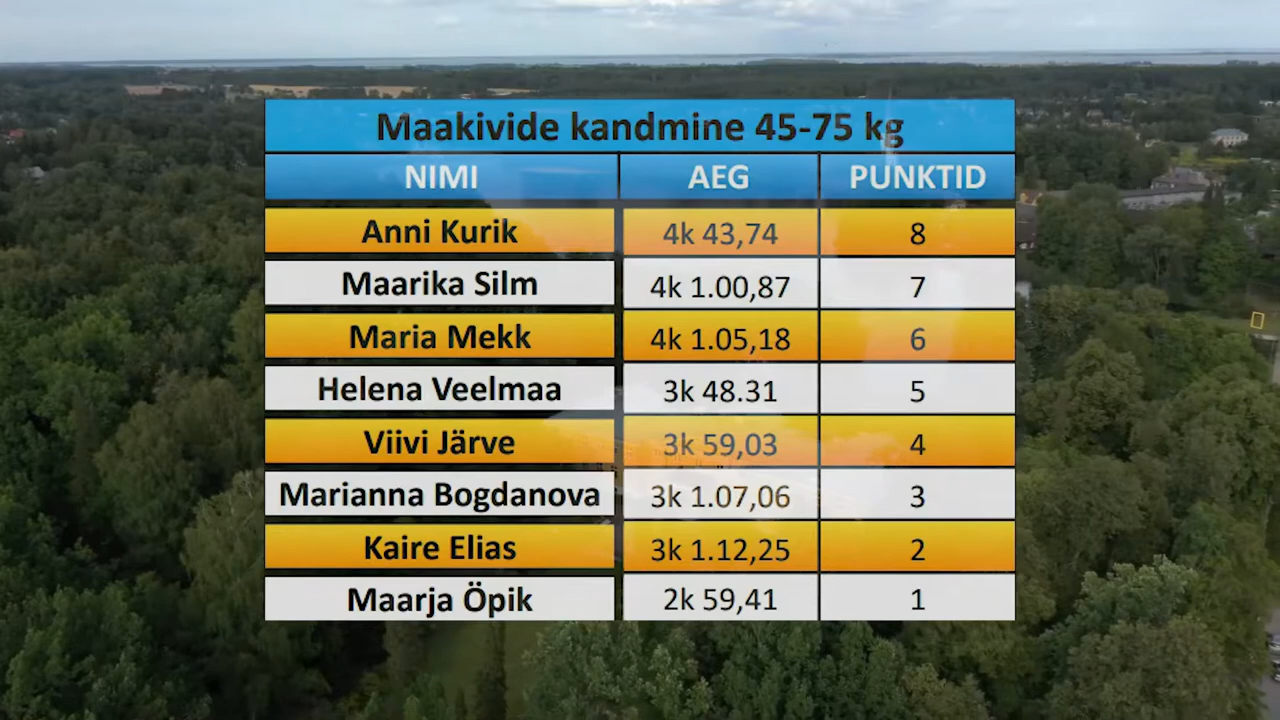 Maakivide kandmine 45-75 kg
NIMI AEG PUNKTID
Anni Kurik 4k 43,74 8
Maarika Silm 4k 1.00,87 7
Maria Mekk 4k 1.05,18 6
Helena Veelmaa 3k 48.31 5
Viivi Järve 3k 59,03 4
Marianna Bogdanova 3k 1.07,06 3
Kaire Elias 3k 1.12,25 2
Maarja Öpik 2k 59,41 1